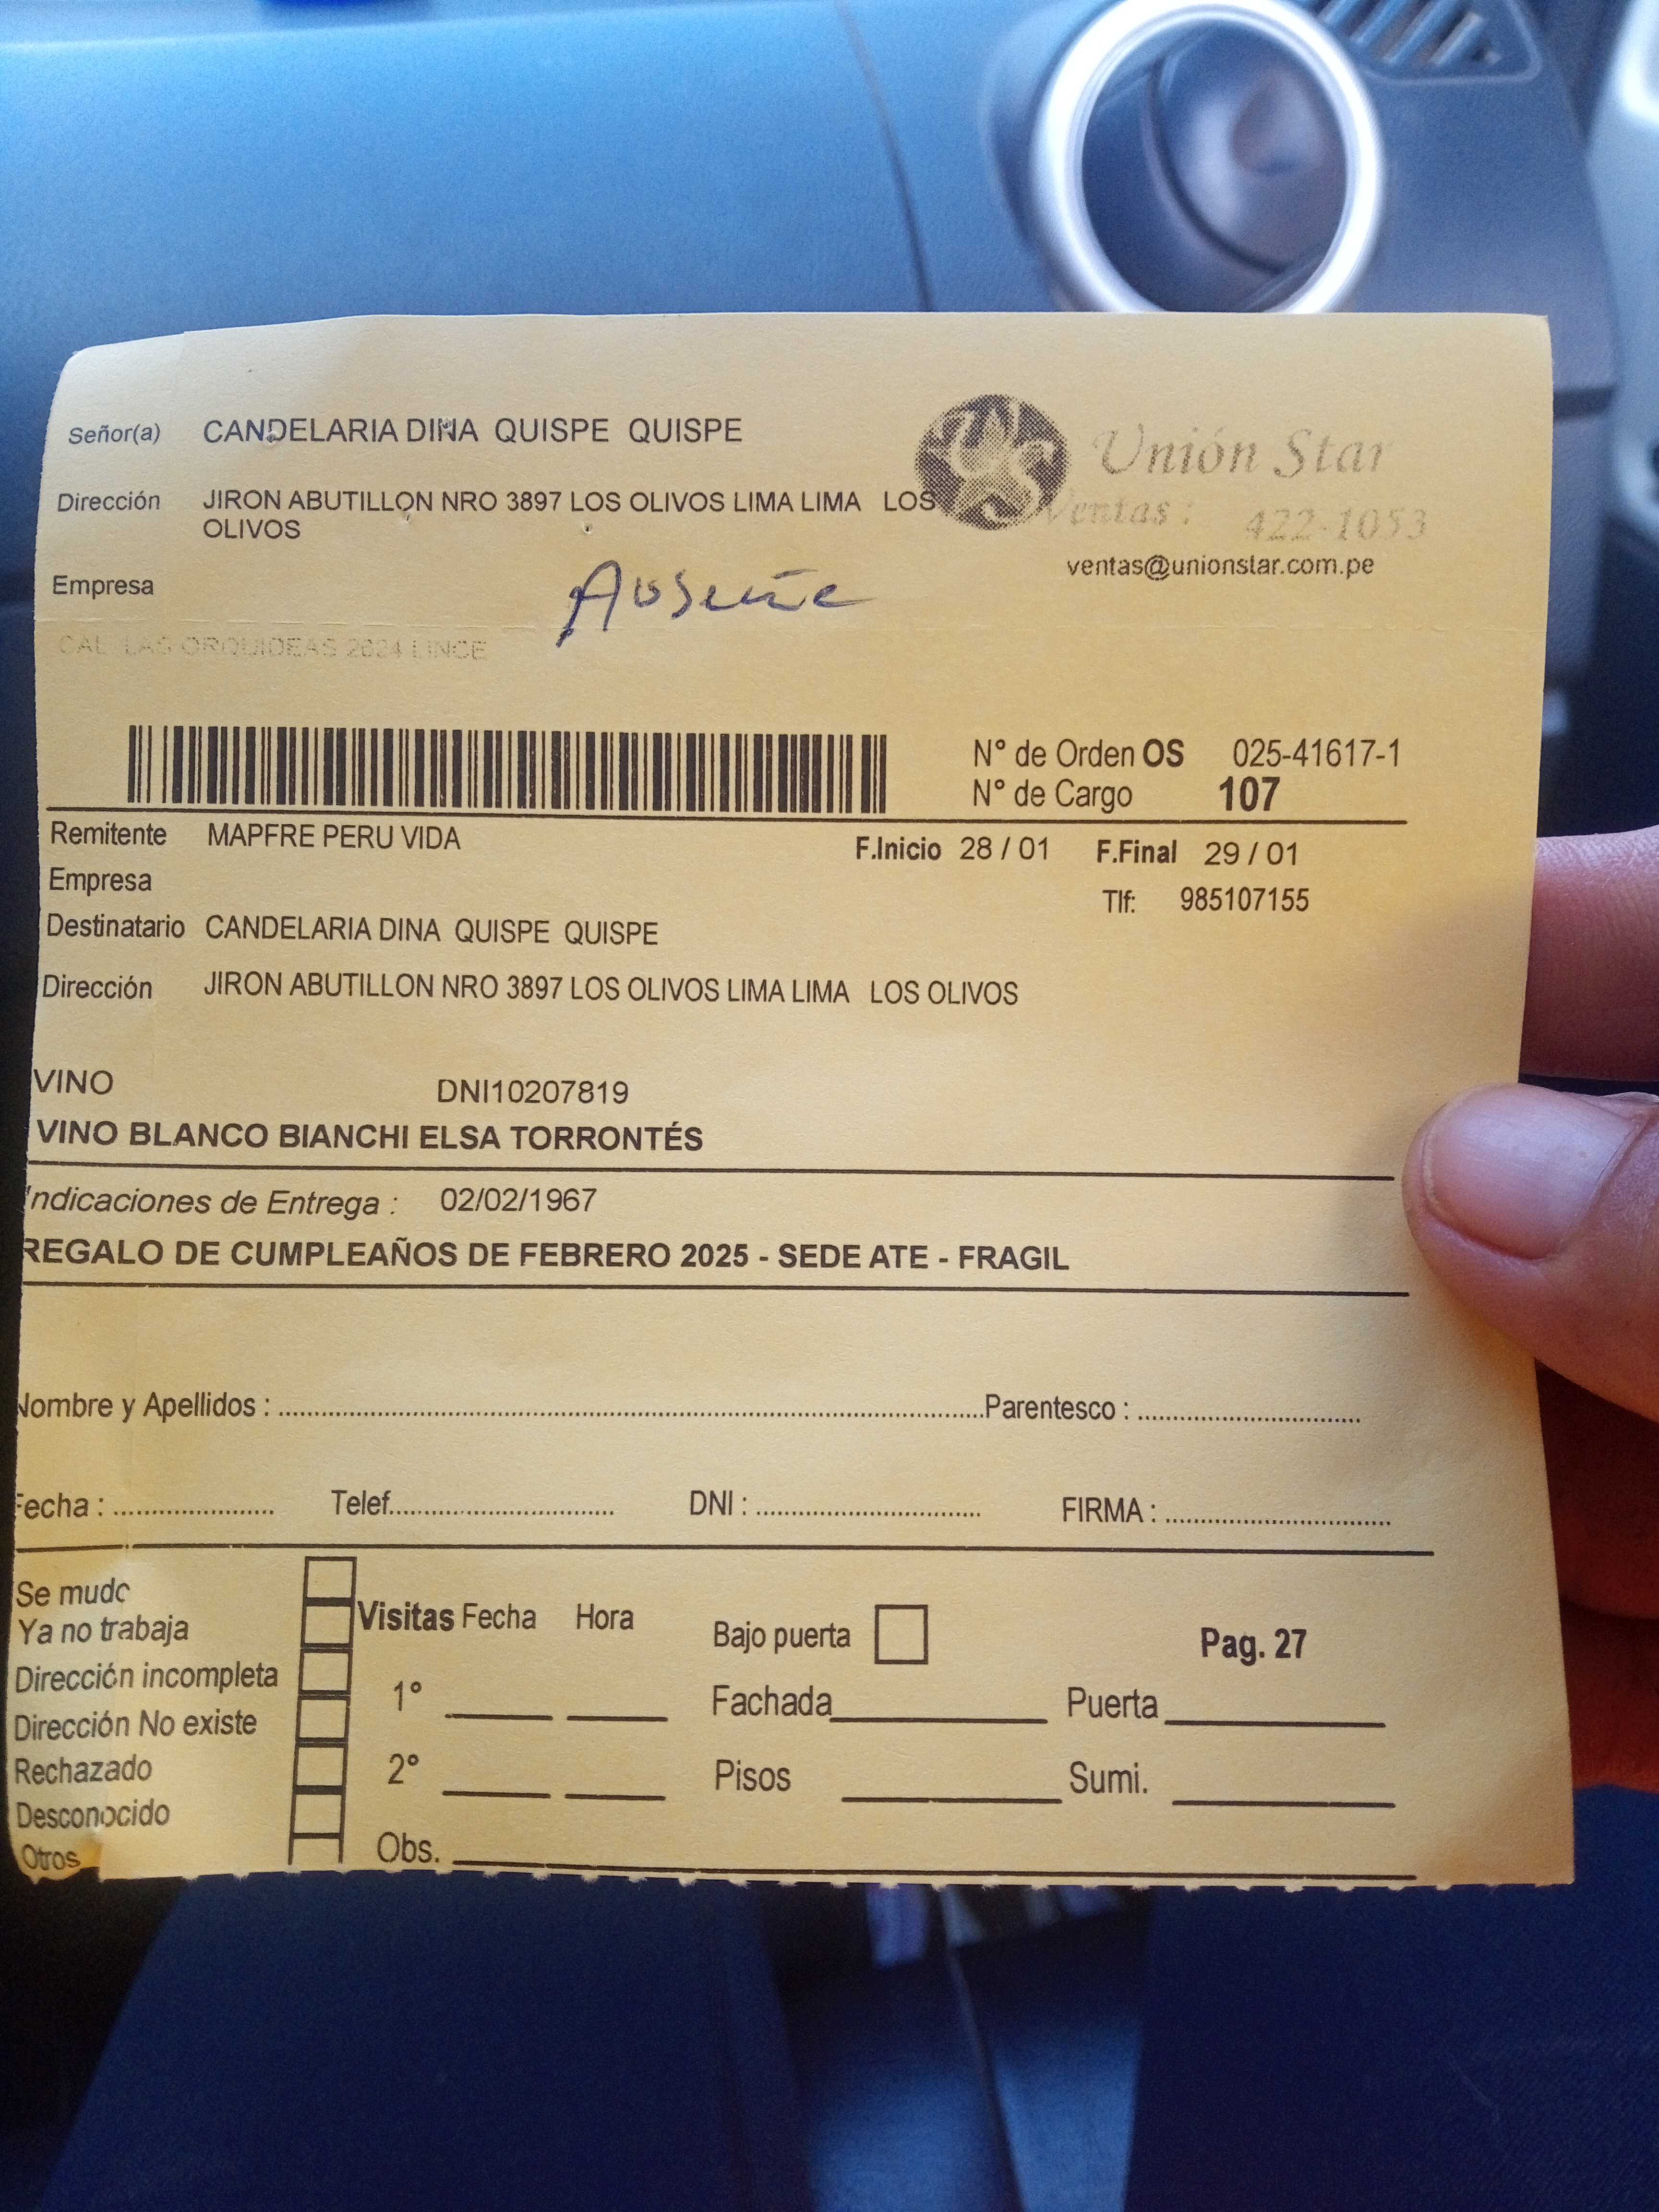 Señor(a) CANDELARIA DINA QUISPE QUISPE
Dirección JIRON ABUTILLON NRO 3897 LOS OLIVOS LIMA LIMA LOS
OLIVOS
US
Unión Star
Ventas : 422-1053
ventas@unionstar.com.pe
Empresa
Ausente
CAL LAS ORQUIDEAS 2624 LINCE
N° de Orden OS 025-41617-1
N° de Cargo 107
Remitente MAPFRE PERU VIDA F.Inicio 28 / 01 F.Final 29 / 01
Empresa Tlf: 985107155
Destinatario CANDELARIA DINA QUISPE QUISPE
Dirección JIRON ABUTILLON NRO 3897 LOS OLIVOS LIMA LIMA LOS OLIVOS
VINO DNI10207819
VINO BLANCO BIANCHI ELSA TORRONTÉS
Indicaciones de Entrega : 02/02/1967
REGALO DE CUMPLEAÑOS DE FEBRERO 2025 - SEDE ATE - FRAGIL
Nombre y Apellidos : Parentesco :
Fecha : Telef. DNI : FIRMA :
Se mudo
Ya no trabaja
Dirección incompleta
Dirección No existe
Rechazado
Desconocido
Otros
Visitas Fecha Hora
1°
2°
Obs.
Bajo puerta
Pag. 27
Fachada Puerta
Pisos Sumi.